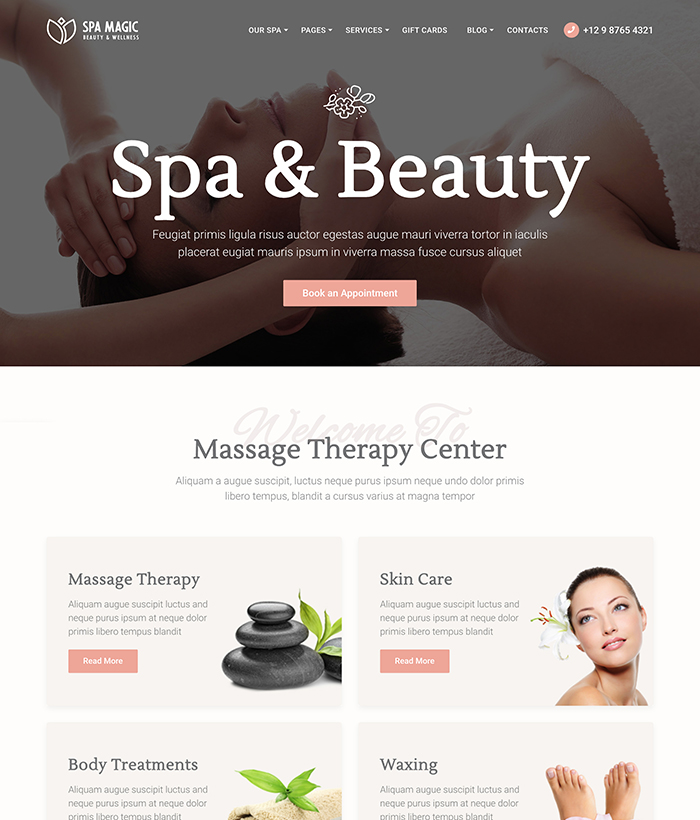 SPA MAGIC
BEAUTY & WELLNESS
OUR SPA PAGES SERVICES GIFT CARDS BLOG CONTACTS +12 9 8765 4321
Spa & Beauty
Feugiat primis ligula risus auctor egestas augue mauri viverra tortor in iaculis
placerat eugiat mauris ipsum in viverra massa fusce cursus aliquet
Book an Appointment
Welcome To
Massage Therapy Center
Aliquam a augue suscipit, luctus neque purus ipsum neque undo dolor primis
libero tempus, blandit a cursus varius at magna tempor
Massage Therapy
Aliquam augue suscipit luctus and
neque purus ipsum at neque dolor
primis libero tempus blandit
Read More
Skin Care
Aliquam augue suscipit luctus and
neque purus ipsum at neque dolor
primis libero tempus blandit
Read More
Body Treatments
Aliquam augue suscipit luctus and
neque purus ipsum at neque dolor
primis libero tempus blandit
Waxing
Aliquam augue suscipit luctus and
neque purus ipsum at neque dolor
primis libero tempus blandit